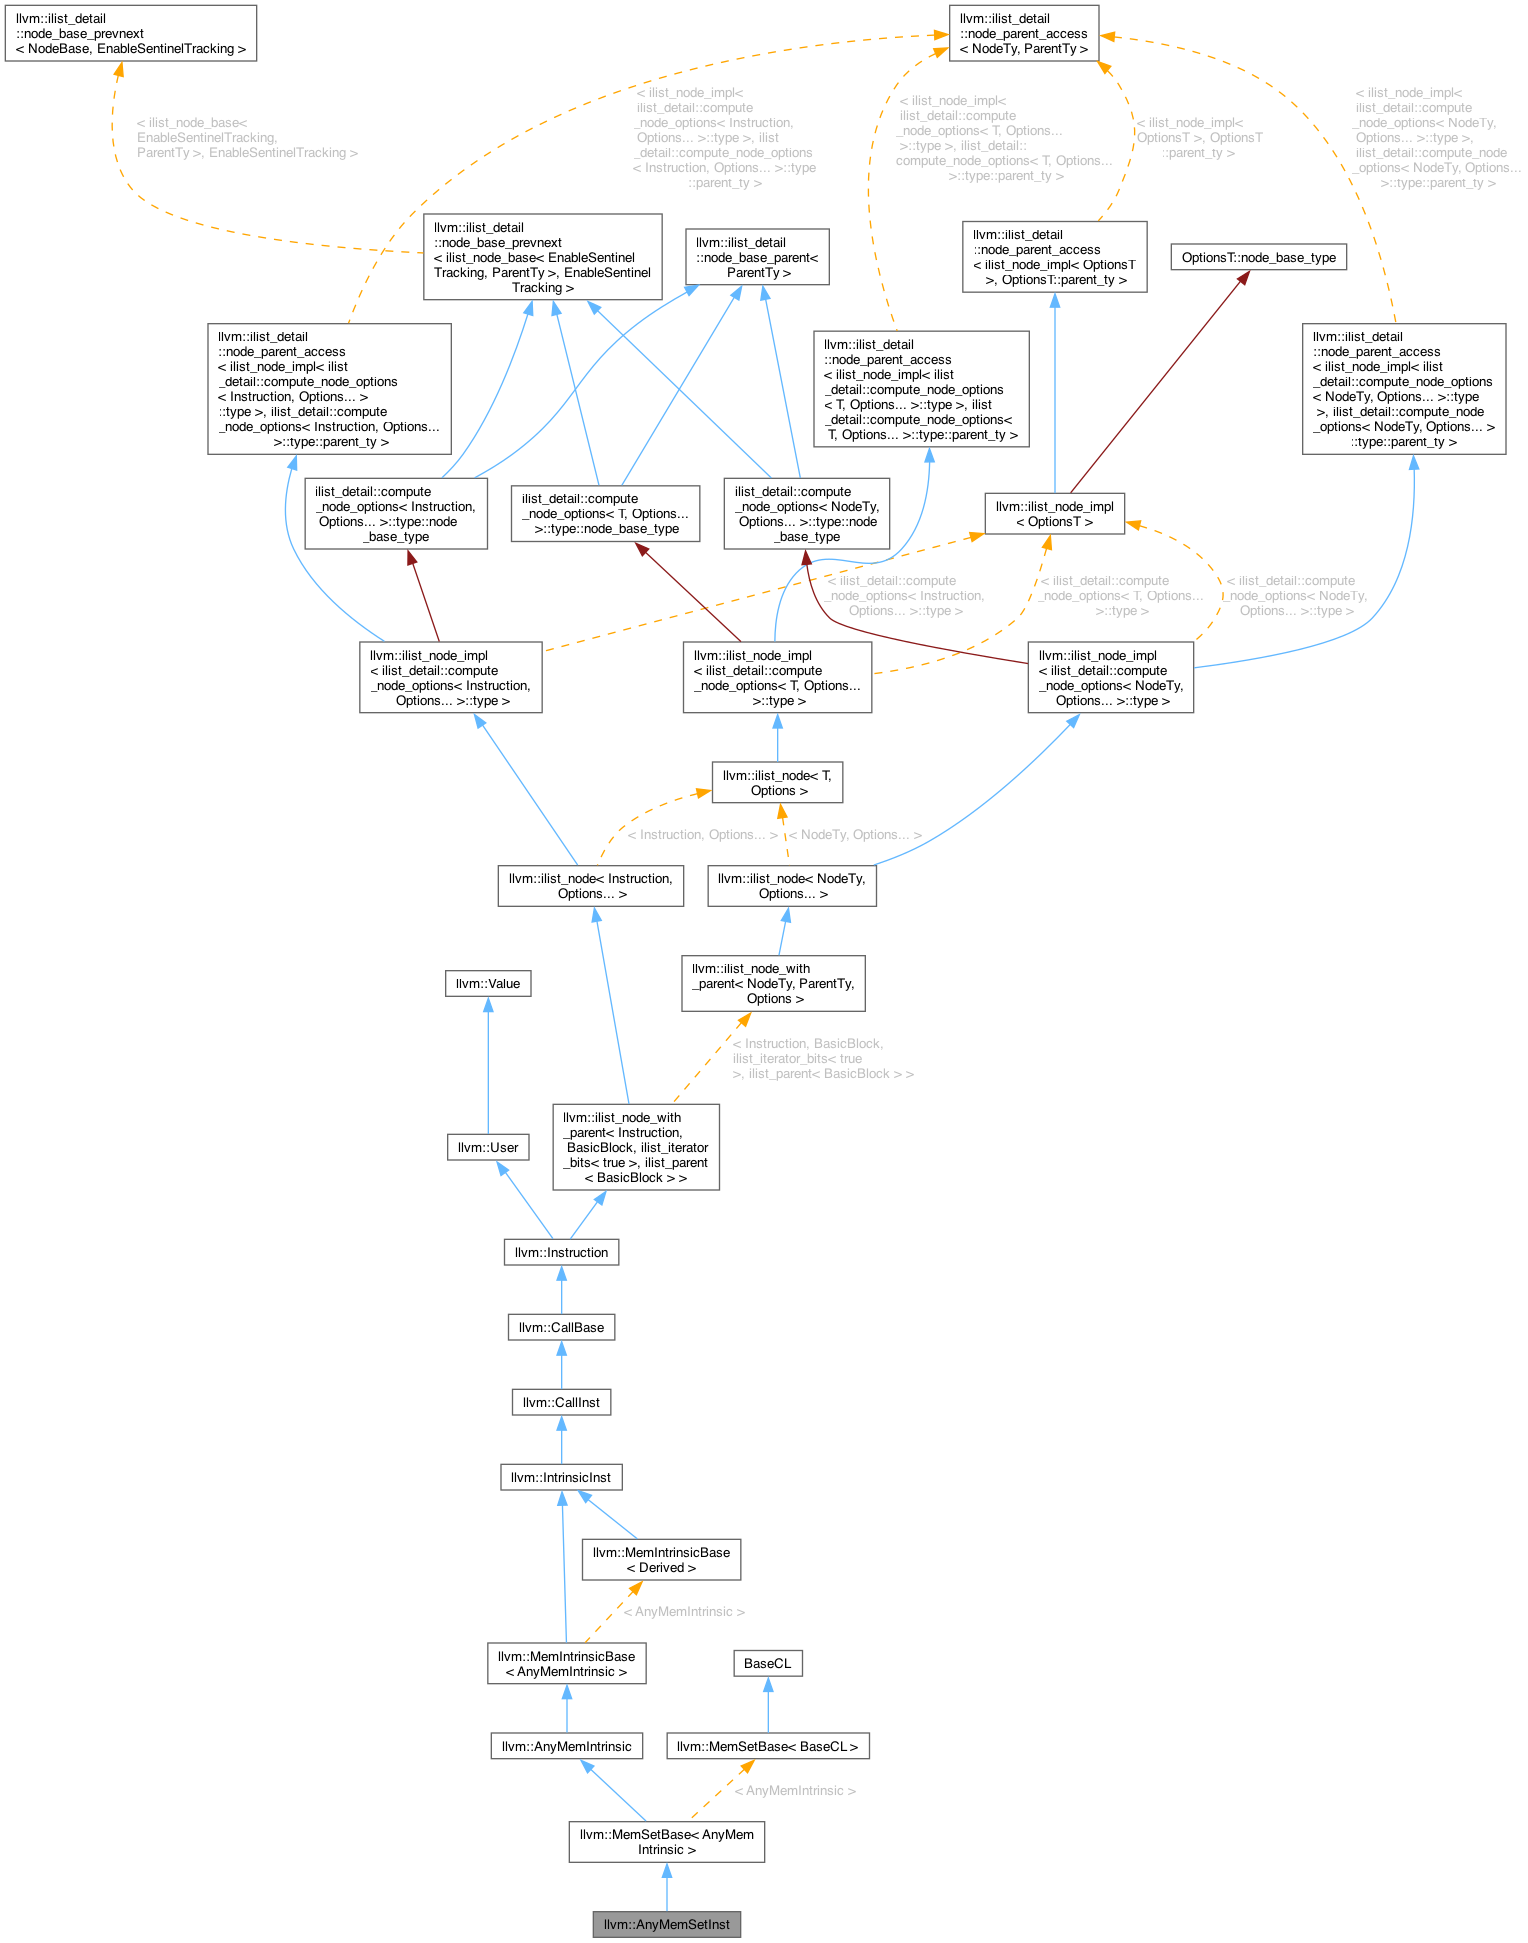 llvm::ilist_detail
::node_base_prevnext
< NodeBase, EnableSentinelTracking >
llvm::ilist_detail
::node_parent_access
< NodeTy, ParentTy >
< ilist_node_base<
EnableSentinelTracking,
ParentTy >, EnableSentinelTracking >
< ilist_node_impl<
ilist_detail::compute
_node_options< Instruction,
Options... >::type >, ilist
_detail::compute_node_options
< Instruction, Options... >::type
::parent_ty >
< ilist_node_impl<
ilist_detail::compute
_node_options< T, Options...
>::type >, ilist_detail::
compute_node_options< T, Options...
>::type::parent_ty >
< ilist_node_impl<
OptionsT >, OptionsT
::parent_ty >
< ilist_node_impl<
ilist_detail::compute
_node_options< NodeTy,
Options... >::type >,
ilist_detail::compute_node
_options< NodeTy, Options...
>::type::parent_ty >
llvm::ilist_detail
::node_base_prevnext
< ilist_node_base< EnableSentinel
Tracking, ParentTy >, EnableSentinel
Tracking >
llvm::ilist_detail
::node_base_parent<
ParentTy >
llvm::ilist_detail
::node_parent_access
< ilist_node_impl< OptionsT
>, OptionsT::parent_ty >
OptionsT::node_base_type
llvm::ilist_detail
::node_parent_access
< ilist_node_impl< ilist
_detail::compute_node_options
< Instruction, Options... >
::type >, ilist_detail::compute
_node_options< Instruction, Options...
>::type::parent_ty >
llvm::ilist_detail
::node_parent_access
< ilist_node_impl< ilist
_detail::compute_node_options
< T, Options... >::type >, ilist
_detail::compute_node_options<
T, Options... >::type::parent_ty >
llvm::ilist_detail
::node_parent_access
< ilist_node_impl< ilist
_detail::compute_node_options
< NodeTy, Options... >::type
>, ilist_detail::compute_node
_options< NodeTy, Options... >
::type::parent_ty >
ilist_detail::compute
_node_options< Instruction,
Options... >::type::node
_base_type
ilist_detail::compute
_node_options< T, Options...
>::type::node_base_type
ilist_detail::compute
_node_options< NodeTy,
Options... >::type::node
_base_type
llvm::ilist_node_impl
< OptionsT >
< ilist_detail::compute
_node_options< Instruction,
Options... >::type >
< ilist_detail::compute
_node_options< T, Options...
>::type >
< ilist_detail::compute
_node_options< NodeTy,
Options... >::type >
llvm::ilist_node_impl
< ilist_detail::compute
_node_options< Instruction,
Options... >::type >
llvm::ilist_node_impl
< ilist_detail::compute
_node_options< T, Options...
>::type >
llvm::ilist_node_impl
< ilist_detail::compute
_node_options< NodeTy,
Options... >::type >
llvm::ilist_node< T,
Options >
< Instruction, Options... >
< NodeTy, Options... >
llvm::ilist_node< Instruction,
Options... >
llvm::ilist_node< NodeTy,
Options... >
llvm::Value
llvm::ilist_node_with
_parent< NodeTy, ParentTy,
Options >
< Instruction, BasicBlock,
ilist_iterator_bits< true
>, ilist_parent< BasicBlock > >
llvm::User
llvm::ilist_node_with
_parent< Instruction,
BasicBlock, ilist_iterator
_bits< true >, ilist_parent
< BasicBlock > >
llvm::Instruction
llvm::CallBase
llvm::CallInst
llvm::IntrinsicInst
llvm::MemIntrinsicBase
< Derived >
< AnyMemIntrinsic >
llvm::MemIntrinsicBase
< AnyMemIntrinsic >
BaseCL
llvm::AnyMemIntrinsic
llvm::MemSetBase< BaseCL >
< AnyMemIntrinsic >
llvm::MemSetBase< AnyMem
Intrinsic >
llvm::AnyMemSetInst